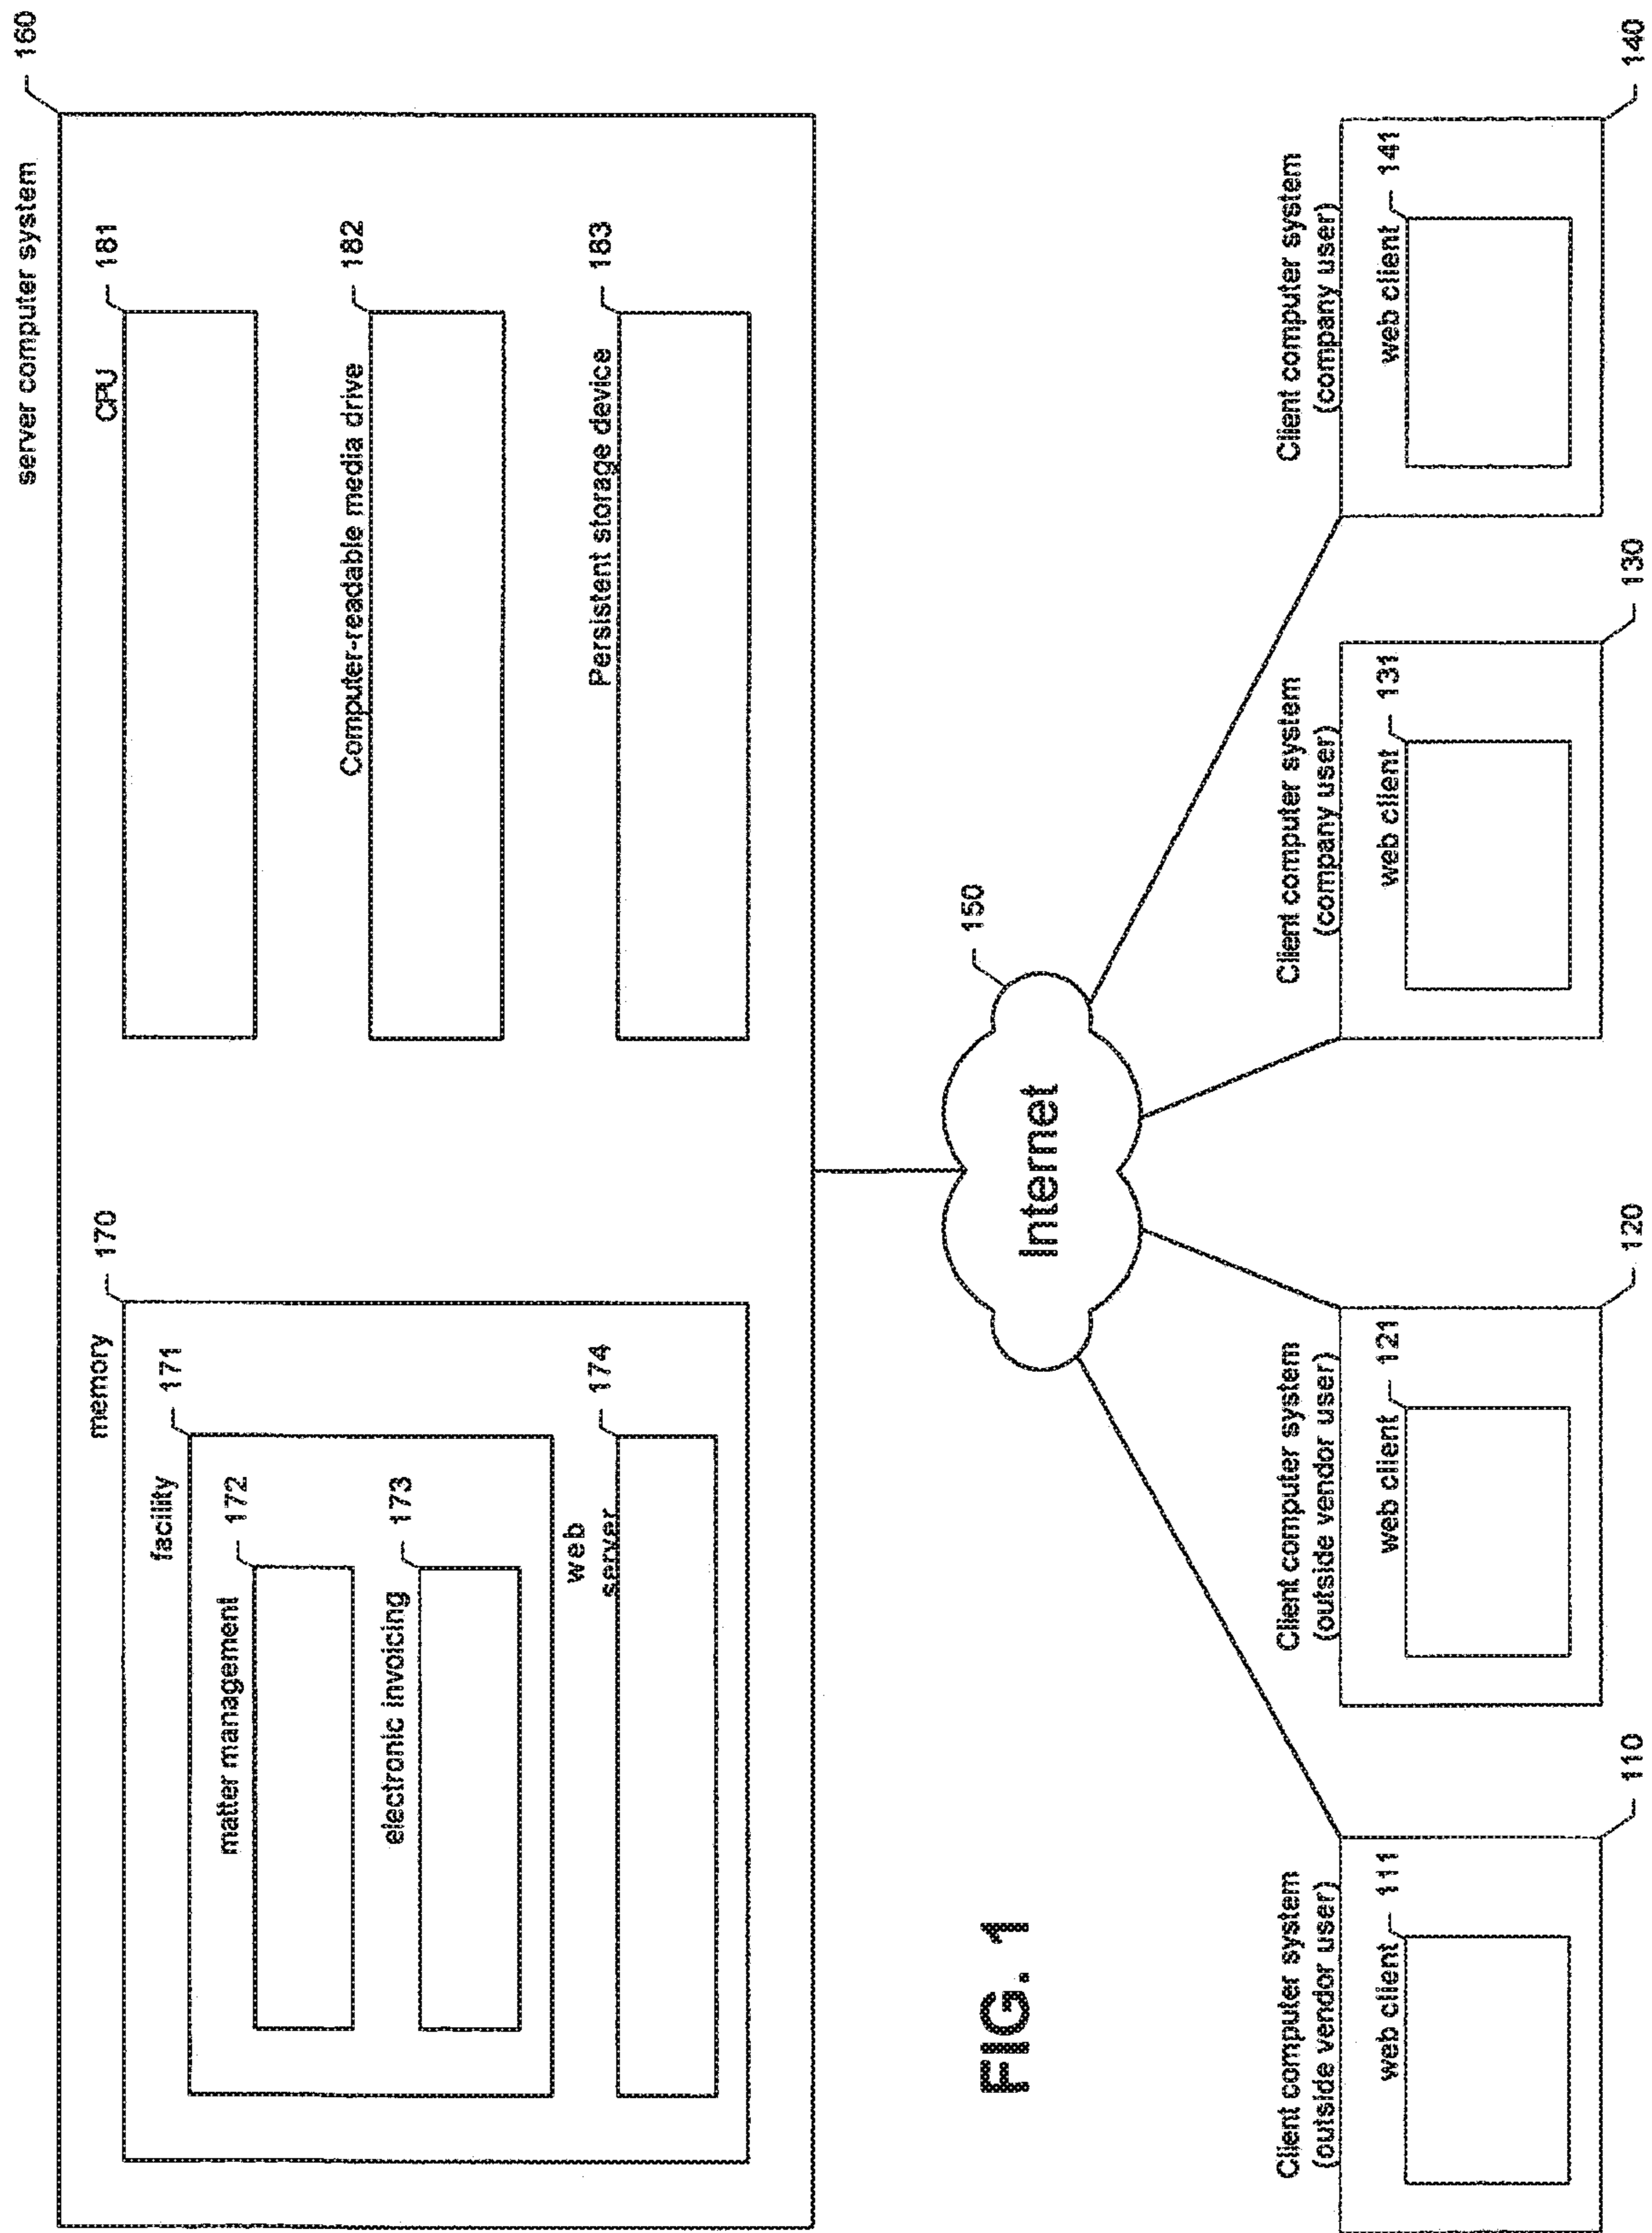 server computer system
160
memory
170
facility
171
matter management
172
electronic invoicing
173
web
server
174
CPU
181
Computer-readable media drive
182
Persistent storage device
183
Internet
150
FIG. 1
Client computer system
(outside vendor user)
110
web client
111
Client computer system
(outside vendor user)
120
web client
121
Client computer system
(company user)
130
web client
131
Client computer system
(company user)
140
web client
141